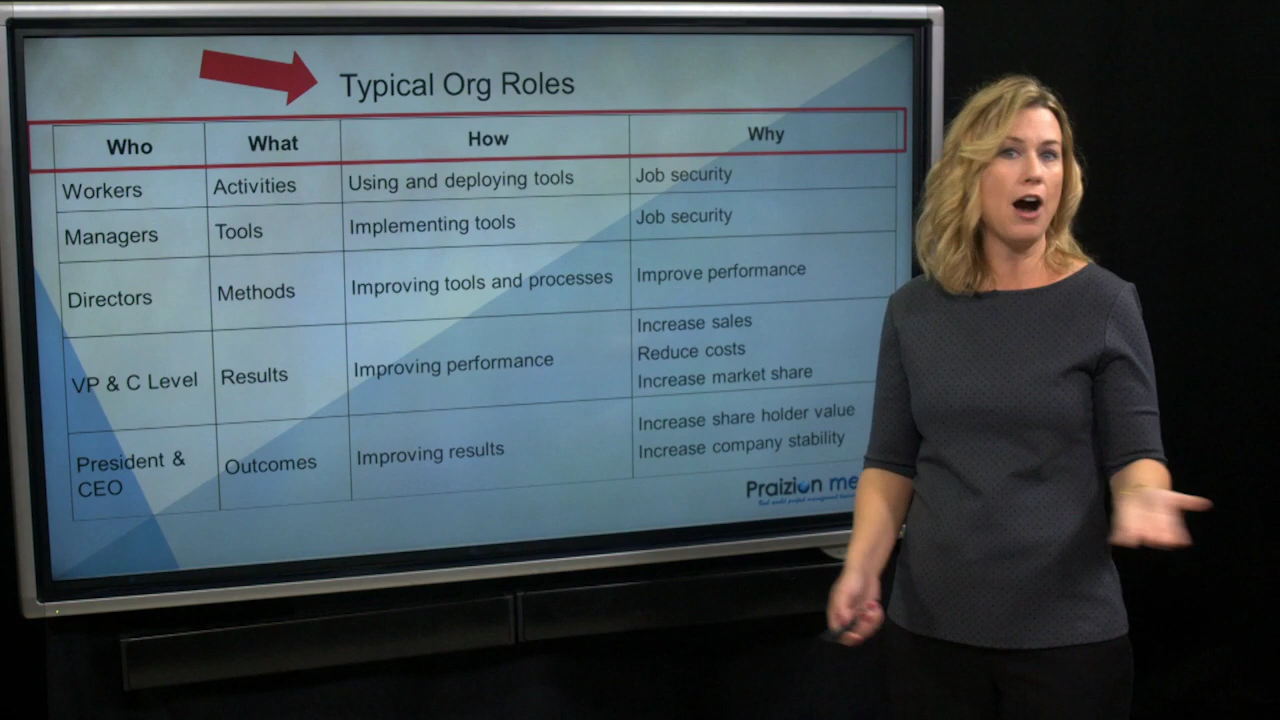 Typical Org Roles
Who What How Why
Workers Activities Using and deploying tools Job security
Managers Tools Implementing tools Job security
Directors Methods Improving tools and processes Improve performance
VP & C Level Results Improving performance Increase sales
Reduce costs
Increase market share
President & CEO Outcomes Improving results Increase share holder value
Increase company stability
Praizion me